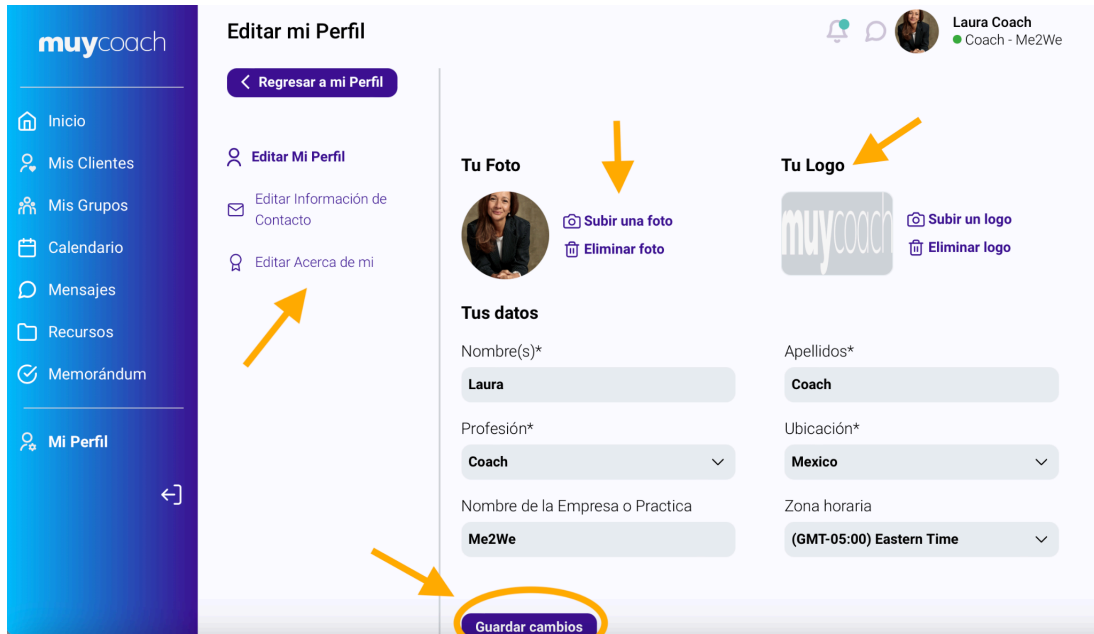 muycoach
Inicio
Mis Clientes
Mis Grupos
Calendario
Mensajes
Recursos
Memorándum
Mi Perfil
Editar mi Perfil
Laura Coach
Coach - Me2We
Regresar a mi Perfil
Editar Mi Perfil
Editar Información de
Contacto
Editar Acerca de mi
Tu Foto
Subir una foto
Eliminar foto
Tu Logo
muycoach
Subir un logo
Eliminar logo
Tus datos
Nombre(s)*
Laura
Apellidos*
Coach
Profesión*
Coach
Ubicación*
Mexico
Nombre de la Empresa o Practica
Me2We
Zona horaria
(GMT-05:00) Eastern Time
Guardar cambios